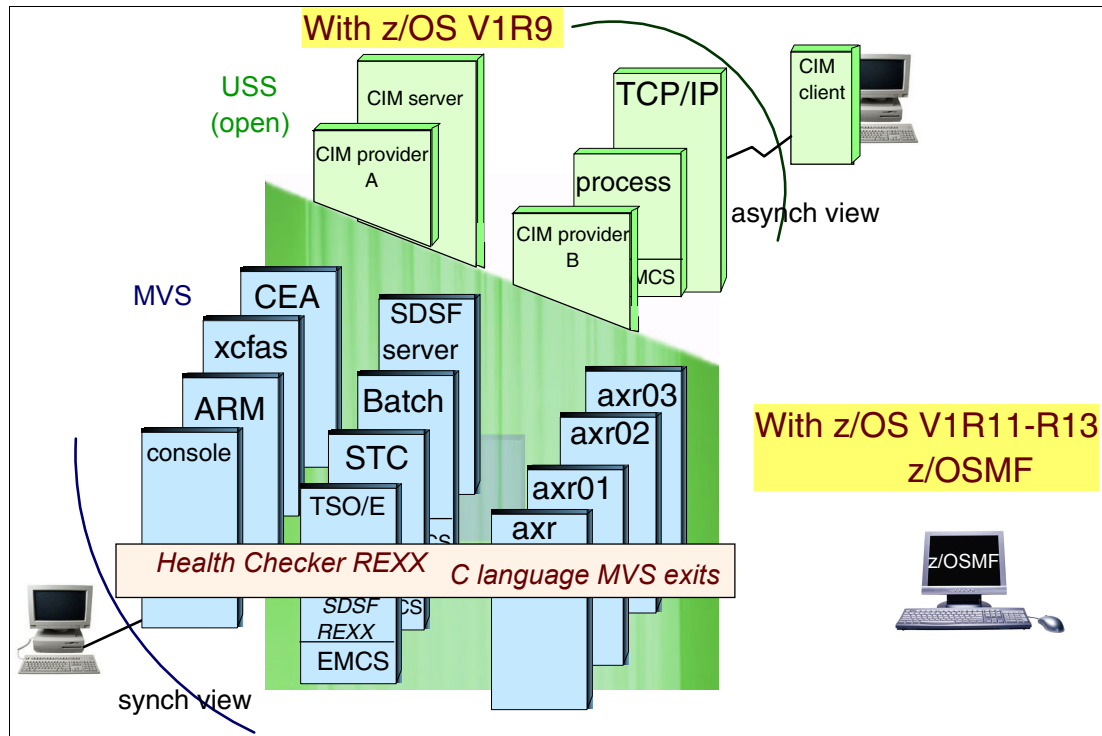 With z/OS V1R9
USS
(open)
CIM server
CIM provider
A
TCP/IP
CIM
client
process
asynch view
CIM provider
B
MCS
MVS
CEA
SDSF
server
xcfas
ARM
Batch
axr03
console
STC
axr02
With z/OS V1R11-R13
z/OSMF
TSO/E
axr01
axr
CS
Health Checker REXX
C language MVS exits
z/OSMF
SDSF
REXX
CS
EMCS
synch view